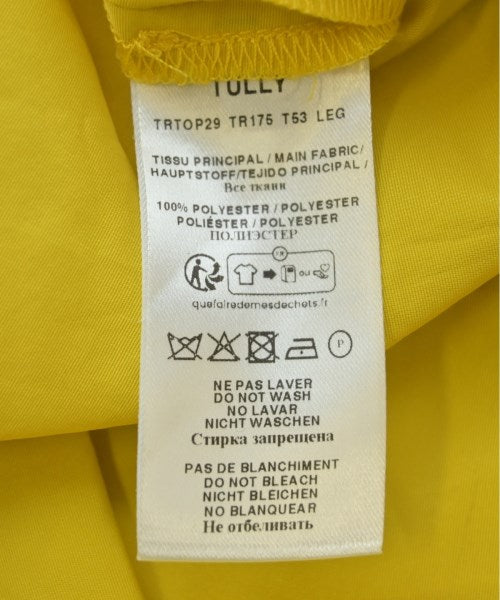 TULLY
TRTOP29 TR175 T53 LEG
TISSU PRINCIPAL / MAIN FABRIC/
HAUPTSTOFF/TEJIDO PRINCIPAL /
Все ткани
100% POLYESTER / POLYESTER
POLIÉSTER / POLYESTER
ПОЛИЭСТЕР
FR
OU
quefairedemesdechets.fr
P
NE PAS LAVER
DO NOT WASH
NO LAVAR
NICHT WASCHEN
Стирка запрещена
PAS DE BLANCHIMENT
DO NOT BLEACH
NICHT BLEICHEN
NO BLANQUEAR
Не отбеливать